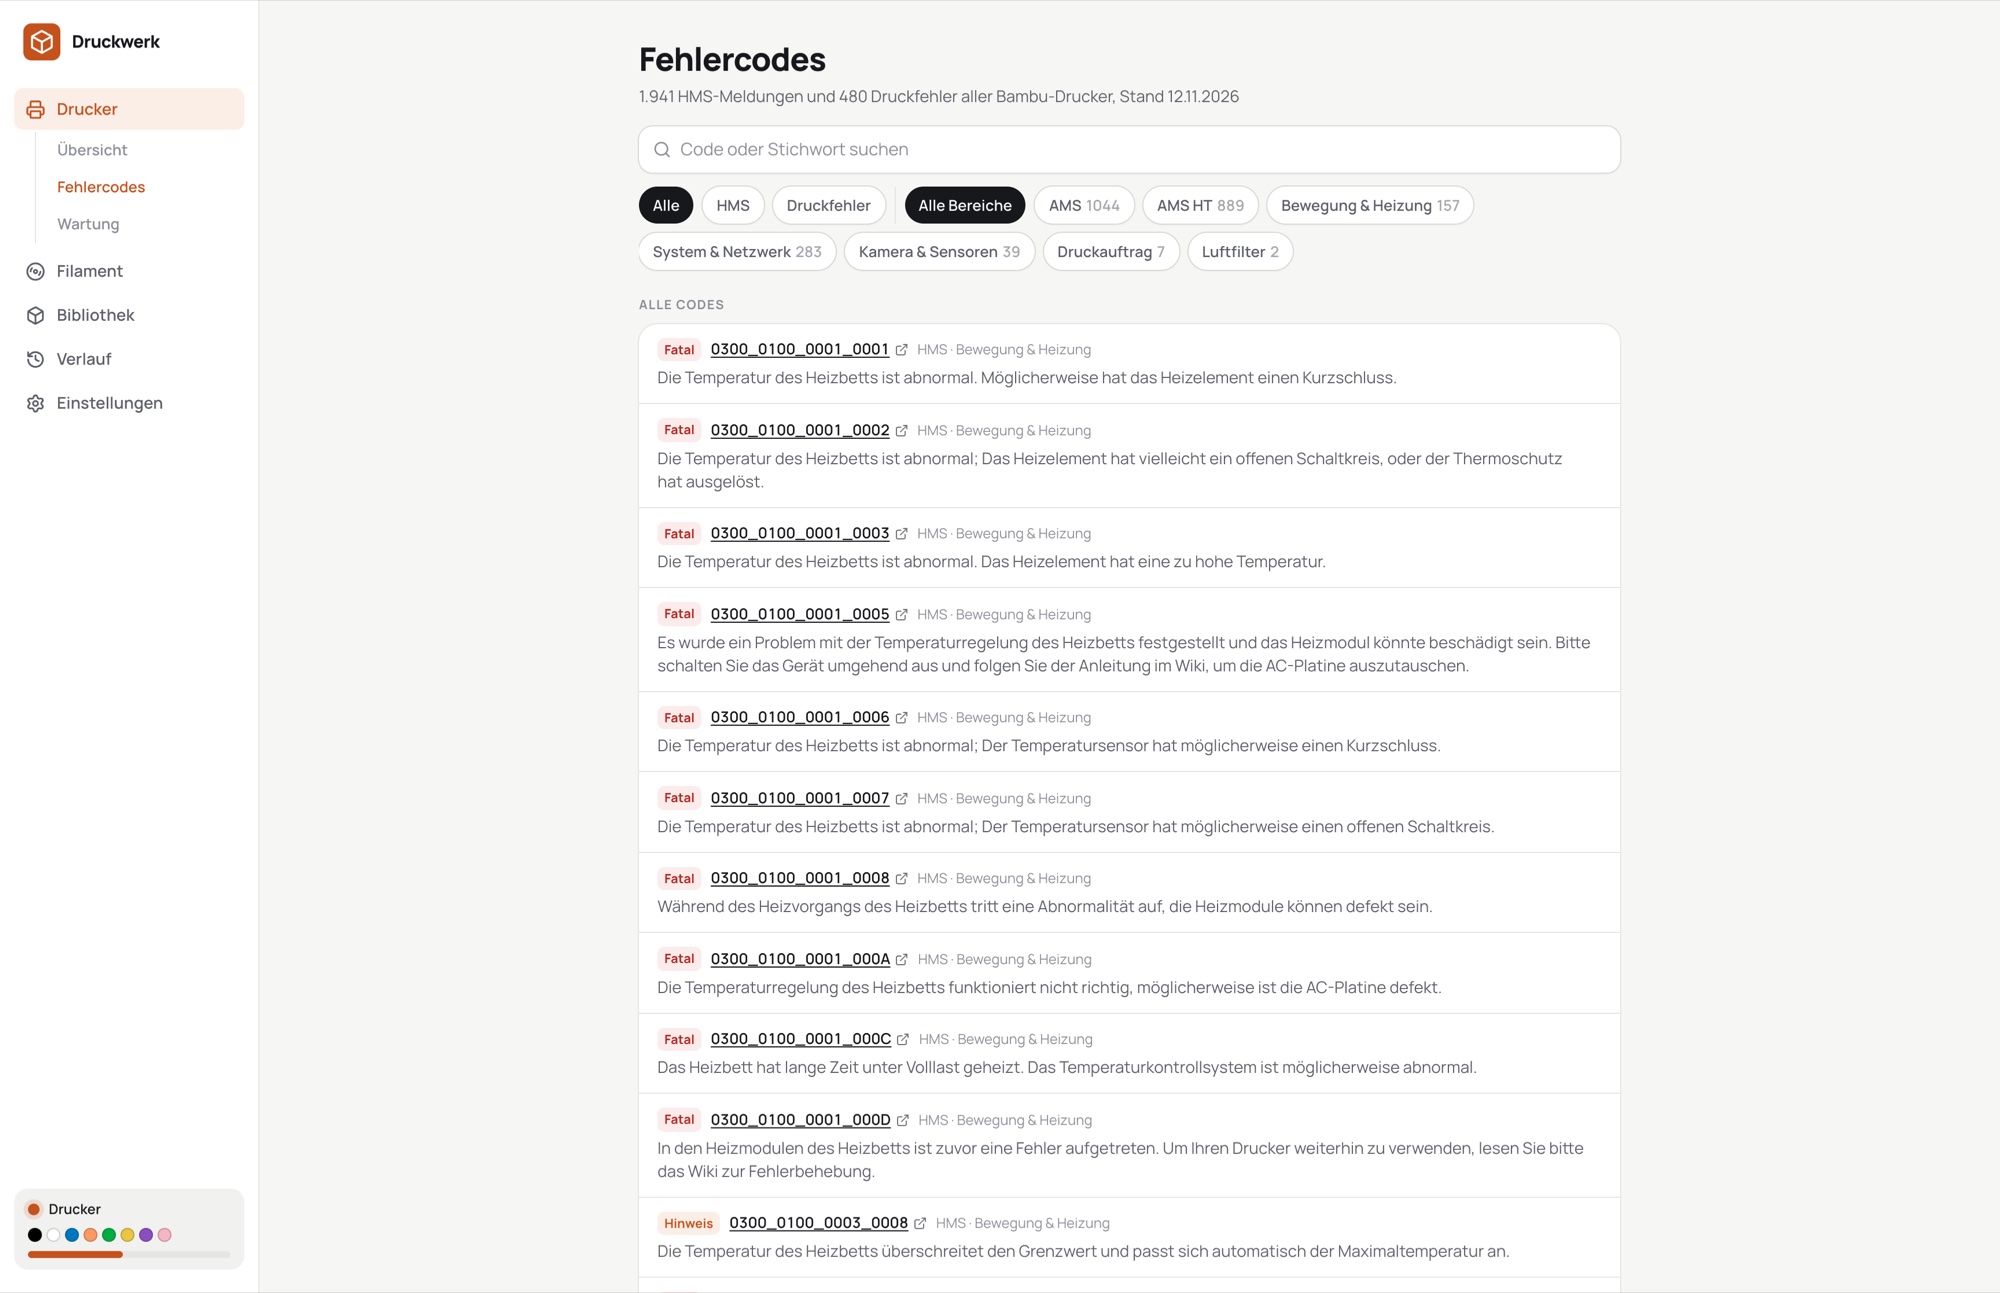 Druckwerk
Drucker
Übersicht
Fehlercodes
Wartung
Filament
Bibliothek
Verlauf
Einstellungen
Drucker
Fehlercodes
1.941 HMS-Meldungen und 480 Druckfehler aller Bambu-Drucker, Stand 12.11.2026
Code oder Stichwort suchen
Alle HMS Druckfehler Alle Bereiche AMS 1044 AMS HT 889 Bewegung & Heizung 157
System & Netzwerk 283 Kamera & Sensoren 39 Druckauftrag 7 Luftfilter 2
ALLE CODES
Fatal 0300_0100_0001_0001 HMS · Bewegung & Heizung
Die Temperatur des Heizbetts ist abnormal. Möglicherweise hat das Heizelement einen Kurzschluss.
Fatal 0300_0100_0001_0002 HMS · Bewegung & Heizung
Die Temperatur des Heizbetts ist abnormal; Das Heizelement hat vielleicht ein offenen Schaltkreis, oder der Thermoschutz
hat ausgelöst.
Fatal 0300_0100_0001_0003 HMS · Bewegung & Heizung
Die Temperatur des Heizbetts ist abnormal. Das Heizelement hat eine zu hohe Temperatur.
Fatal 0300_0100_0001_0005 HMS · Bewegung & Heizung
Es wurde ein Problem mit der Temperaturregelung des Heizbetts festgestellt und das Heizmodul könnte beschädigt sein. Bitte
schalten Sie das Gerät umgehend aus und folgen Sie der Anleitung im Wiki, um die AC-Platine auszutauschen.
Fatal 0300_0100_0001_0006 HMS · Bewegung & Heizung
Die Temperatur des Heizbetts ist abnormal; Der Temperatursensor hat möglicherweise einen Kurzschluss.
Fatal 0300_0100_0001_0007 HMS · Bewegung & Heizung
Die Temperatur des Heizbetts ist abnormal; Der Temperatursensor hat möglicherweise einen offenen Schaltkreis.
Fatal 0300_0100_0001_0008 HMS · Bewegung & Heizung
Während des Heizvorgangs des Heizbetts tritt eine Abnormalität auf, die Heizmodule können defekt sein.
Fatal 0300_0100_0001_000A HMS · Bewegung & Heizung
Die Temperaturregelung des Heizbetts funktioniert nicht richtig, möglicherweise ist die AC-Platine defekt.
Fatal 0300_0100_0001_000C HMS · Bewegung & Heizung
Das Heizbett hat lange Zeit unter Volllast geheizt. Das Temperaturkontrollsystem ist möglicherweise abnormal.
Fatal 0300_0100_0001_000D HMS · Bewegung & Heizung
In den Heizmodulen des Heizbetts ist zuvor eine Fehler aufgetreten. Um Ihren Drucker weiterhin zu verwenden, lesen Sie bitte
das Wiki zur Fehlerbehebung.
Hinweis 0300_0100_0003_0008 HMS · Bewegung & Heizung
Die Temperatur des Heizbetts überschreitet den Grenzwert und passt sich automatisch der Maximaltemperatur an.